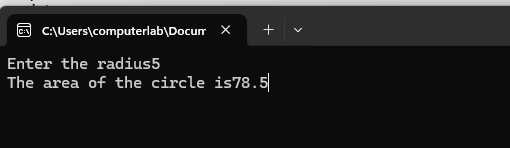 C:\Users\computerlab\Docum
Enter the radius5
The area of the circle is78.5